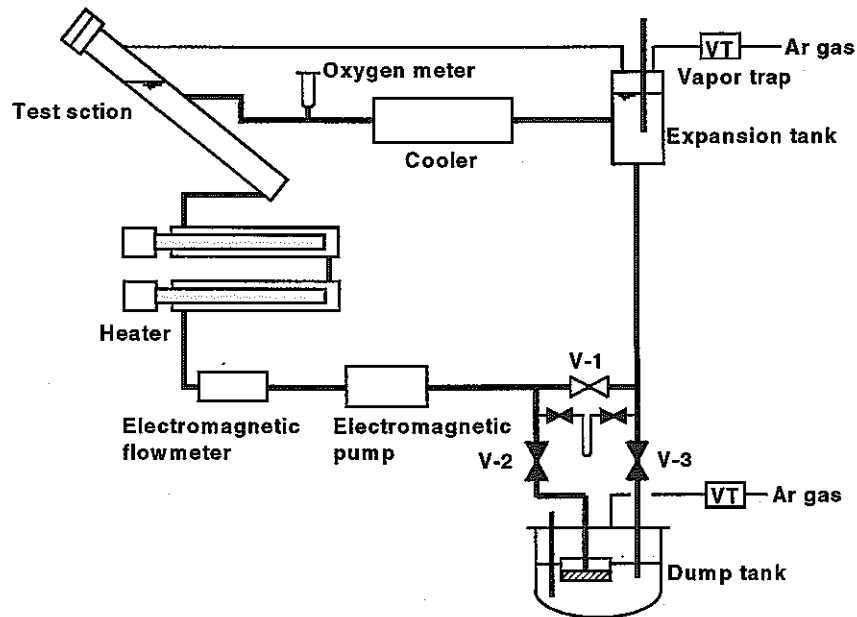 VT Ar gas
Vapor trap
Oxygen meter
Test sction
Cooler
Expansion tank
Heater
V-1
Electromagnetic
flowmeter
Electromagnetic
pump
V-2
V-3
VT Ar gas
Dump tank